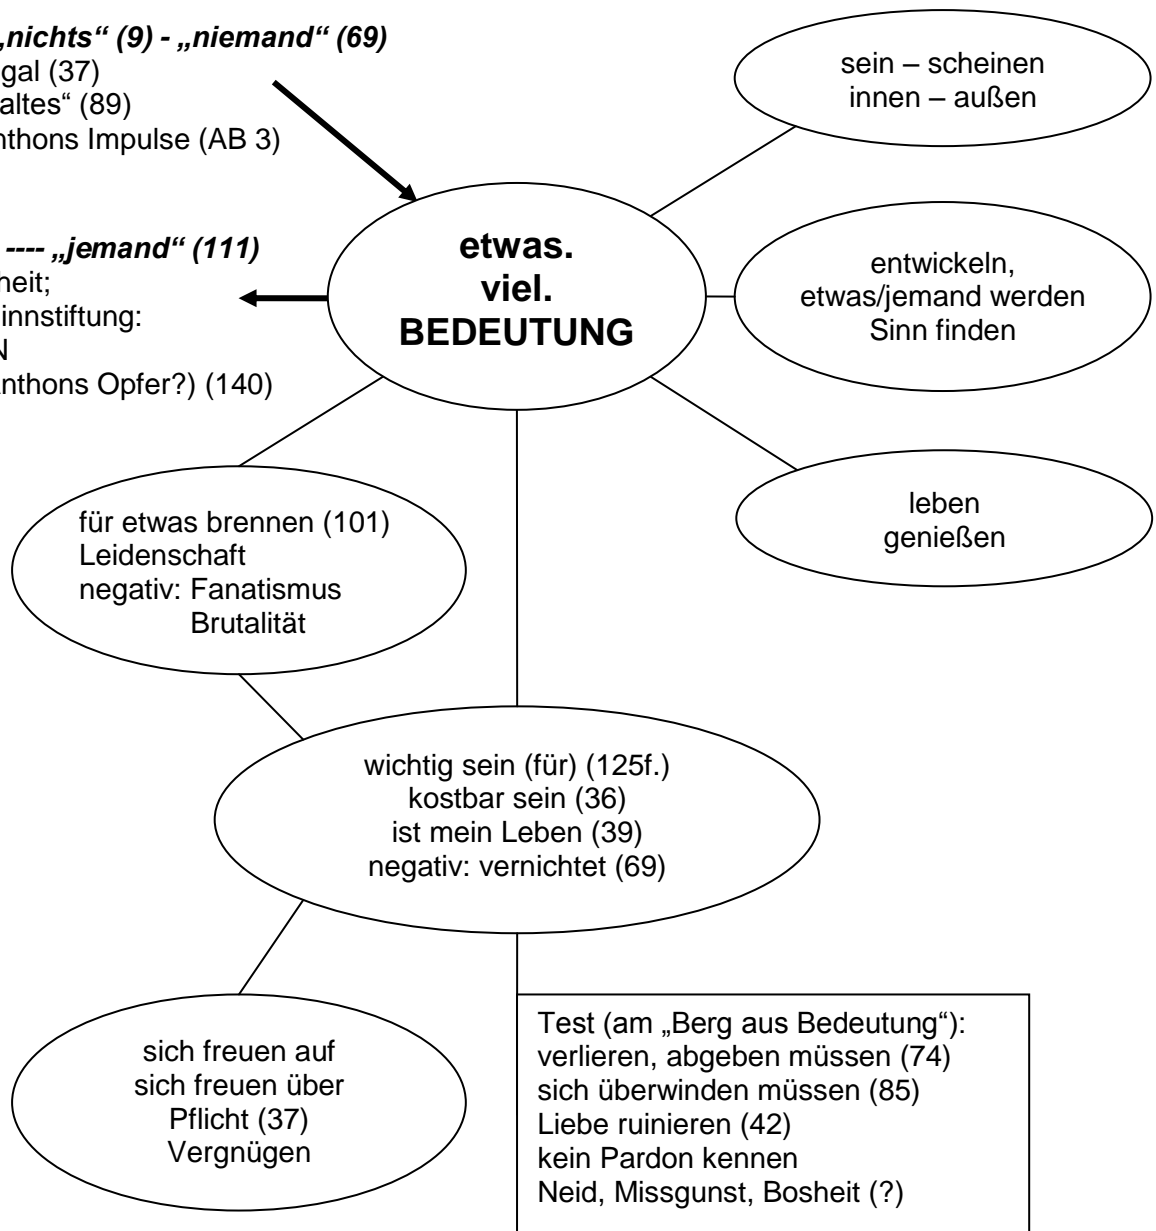 „nichts“ (9) - „niemand“ (69)
gal (37)
altes“ (89)
nthons Impulse (AB 3)
---- „jemand“ (111)
heit;
innstiftung:
N
nthons Opfer?) (140)
etwas.
viel.
BEDEUTUNG
sein – scheinen
innen – außen
entwickeln,
etwas/jemand werden
Sinn finden
leben
genießen
für etwas brennen (101)
Leidenschaft
negativ: Fanatismus
Brutalität
wichtig sein (für) (125f.)
kostbar sein (36)
ist mein Leben (39)
negativ: vernichtet (69)
sich freuen auf
sich freuen über
Pflicht (37)
Vergnügen
Test (am „Berg aus Bedeutung“):
verlieren, abgeben müssen (74)
sich überwinden müssen (85)
Liebe ruinieren (42)
kein Pardon kennen
Neid, Missgunst, Bosheit (?)